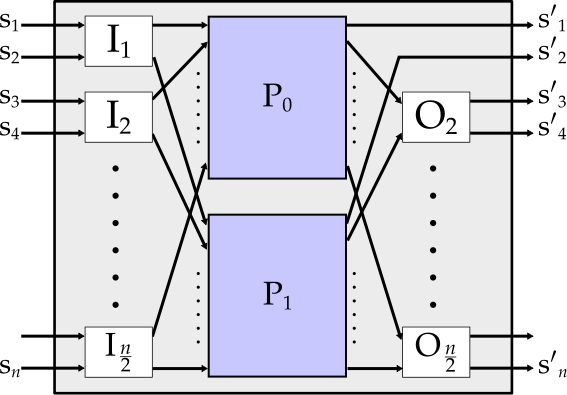 s₁
I₁
s₂
s₃
I₂
s₄
Iₙ⁄₂
sₙ
P₀
P₁
O₂
Oₙ⁄₂
s′₁
s′₂
s′₃
s′₄
s′ₙ